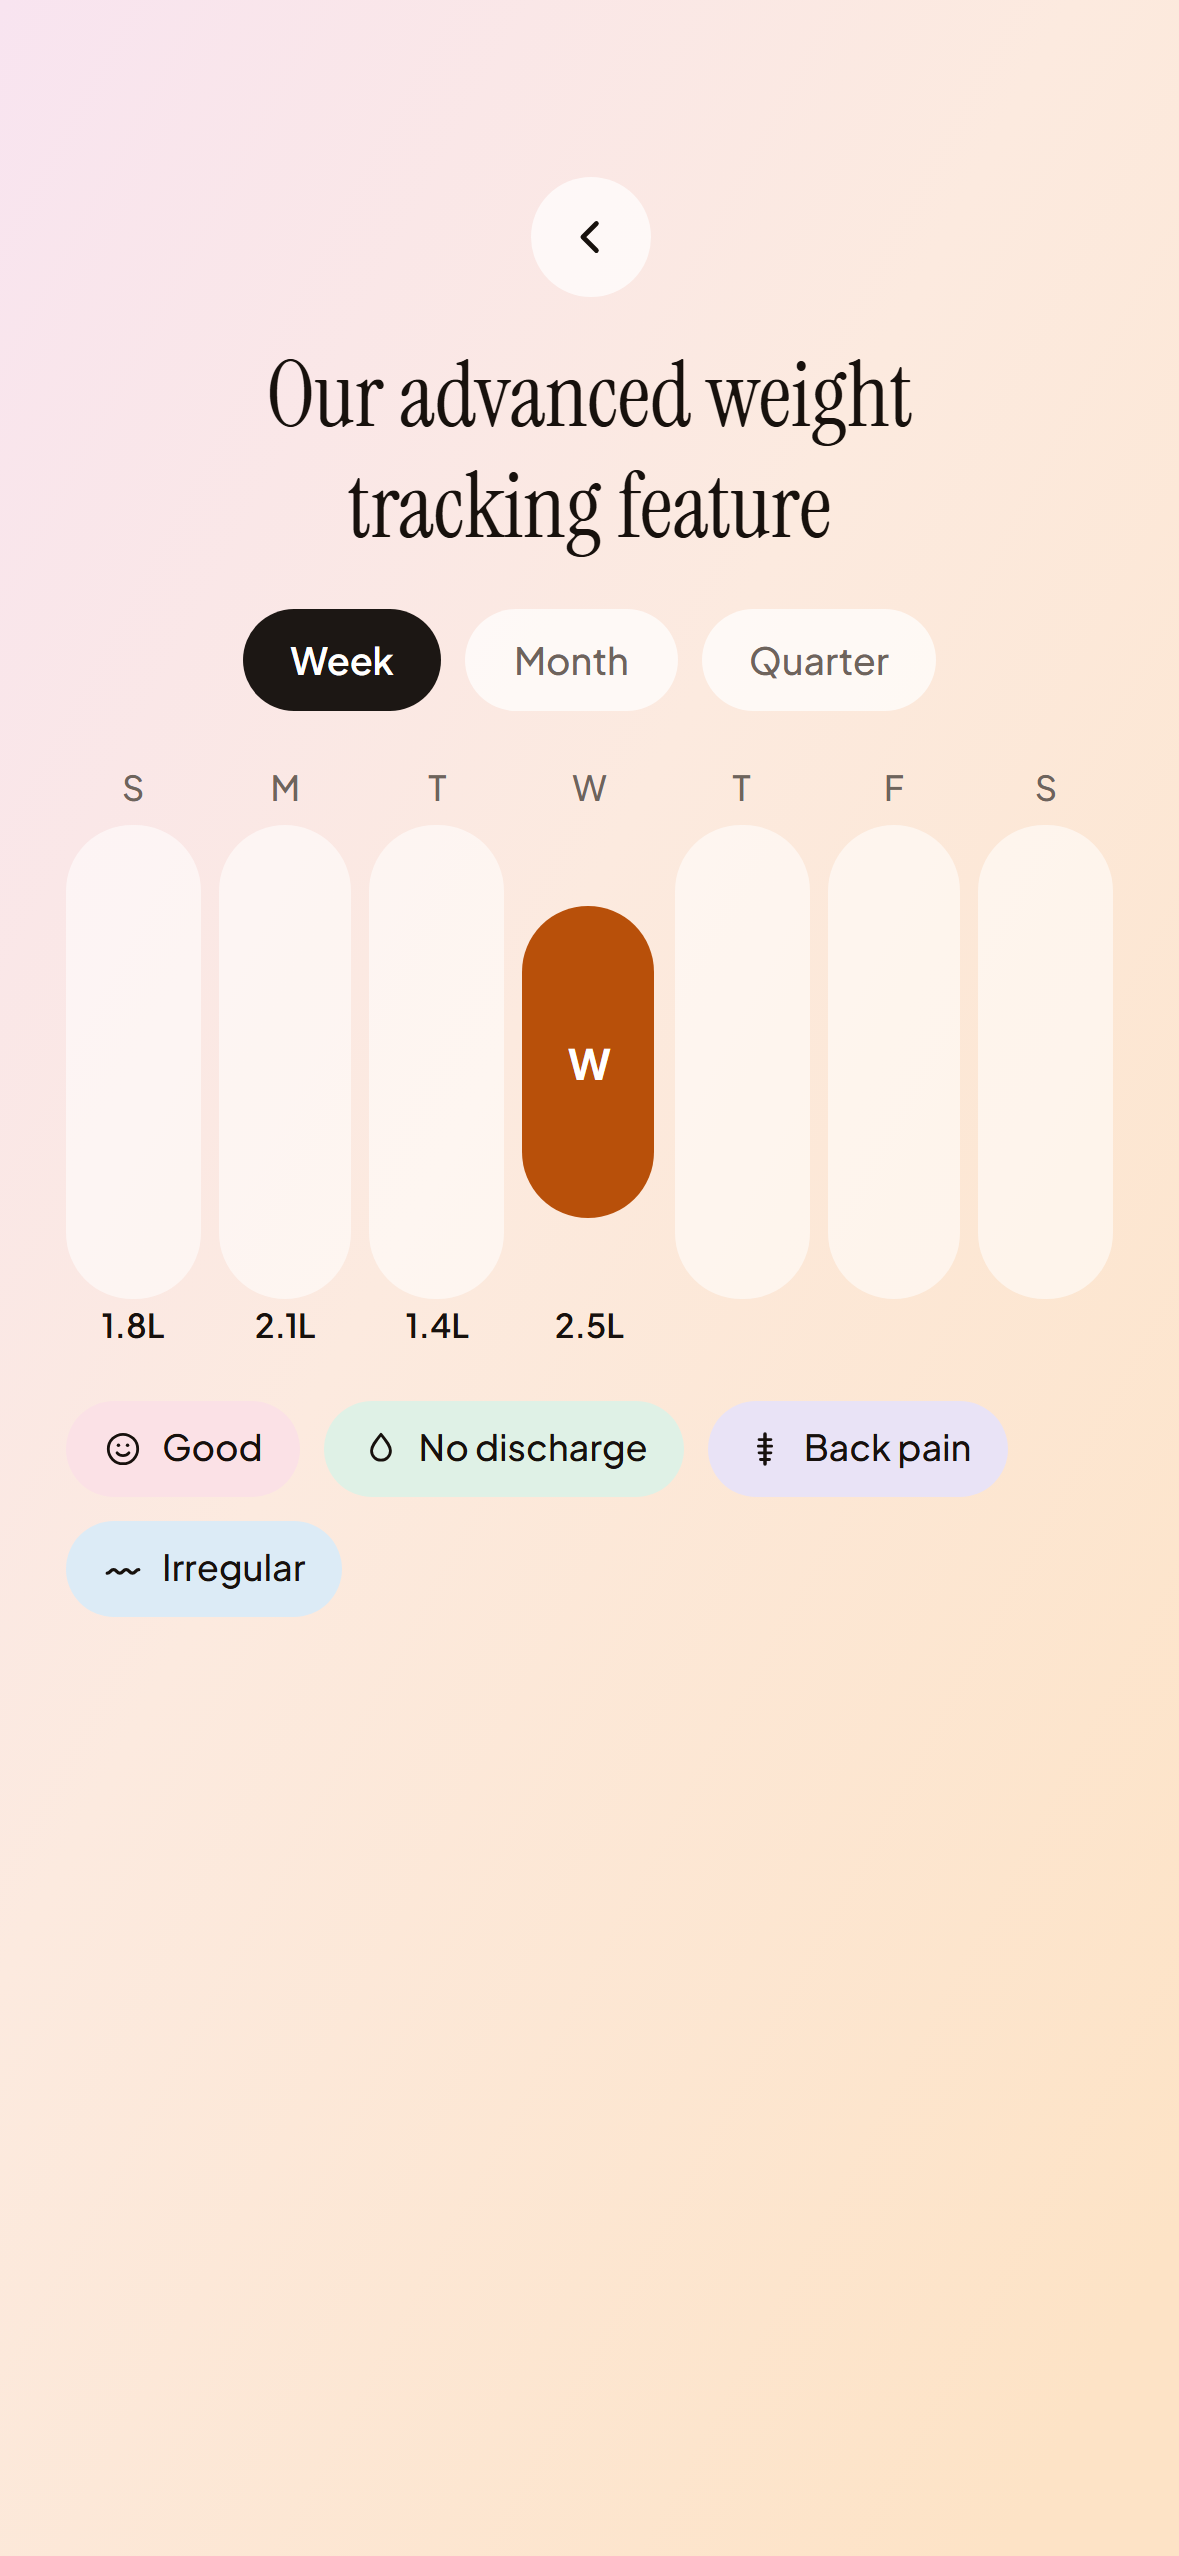 Our advanced weight
tracking feature
Week Month Quarter
S M T W T F S
W
1.8L 2.1L 1.4L 2.5L
Good No discharge Back pain
Irregular